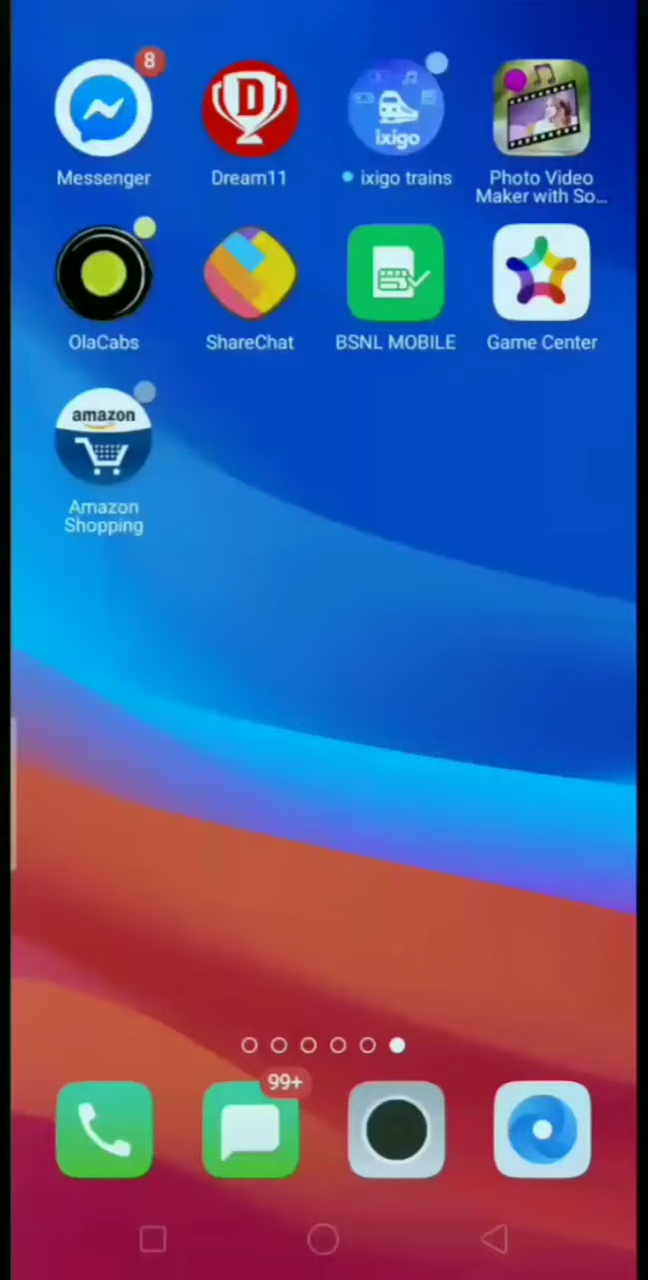 8
D
ixigo
Messenger
Dream11
ixigo trains
Photo Video
Maker with So...
OlaCabs
ShareChat
BSNL MOBILE
Game Center
amazon
Amazon
Shopping
99+